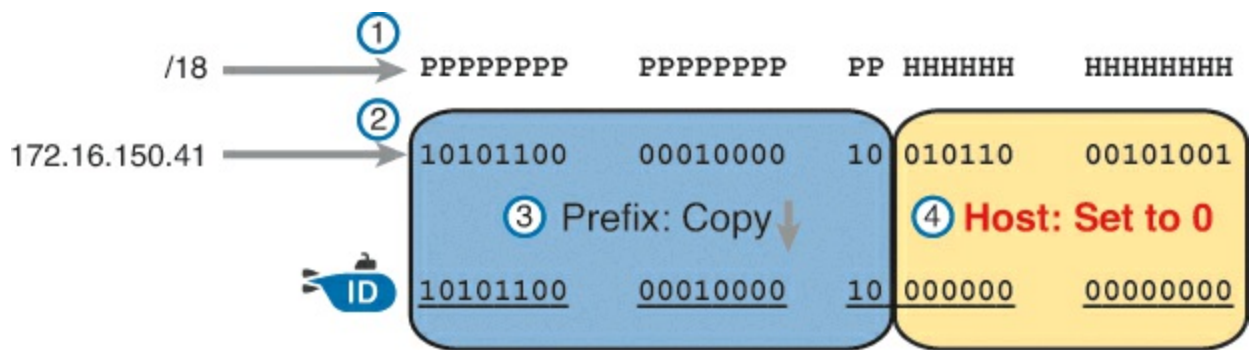 1
/18 PPPPPPPP PPPPPPPP PP HHHHHH HHHHHHHH
2
172.16.150.41 10101100 00010000 10 010110 00101001
3 Prefix: Copy 4 Host: Set to 0
ID 10101100 00010000 10 000000 00000000